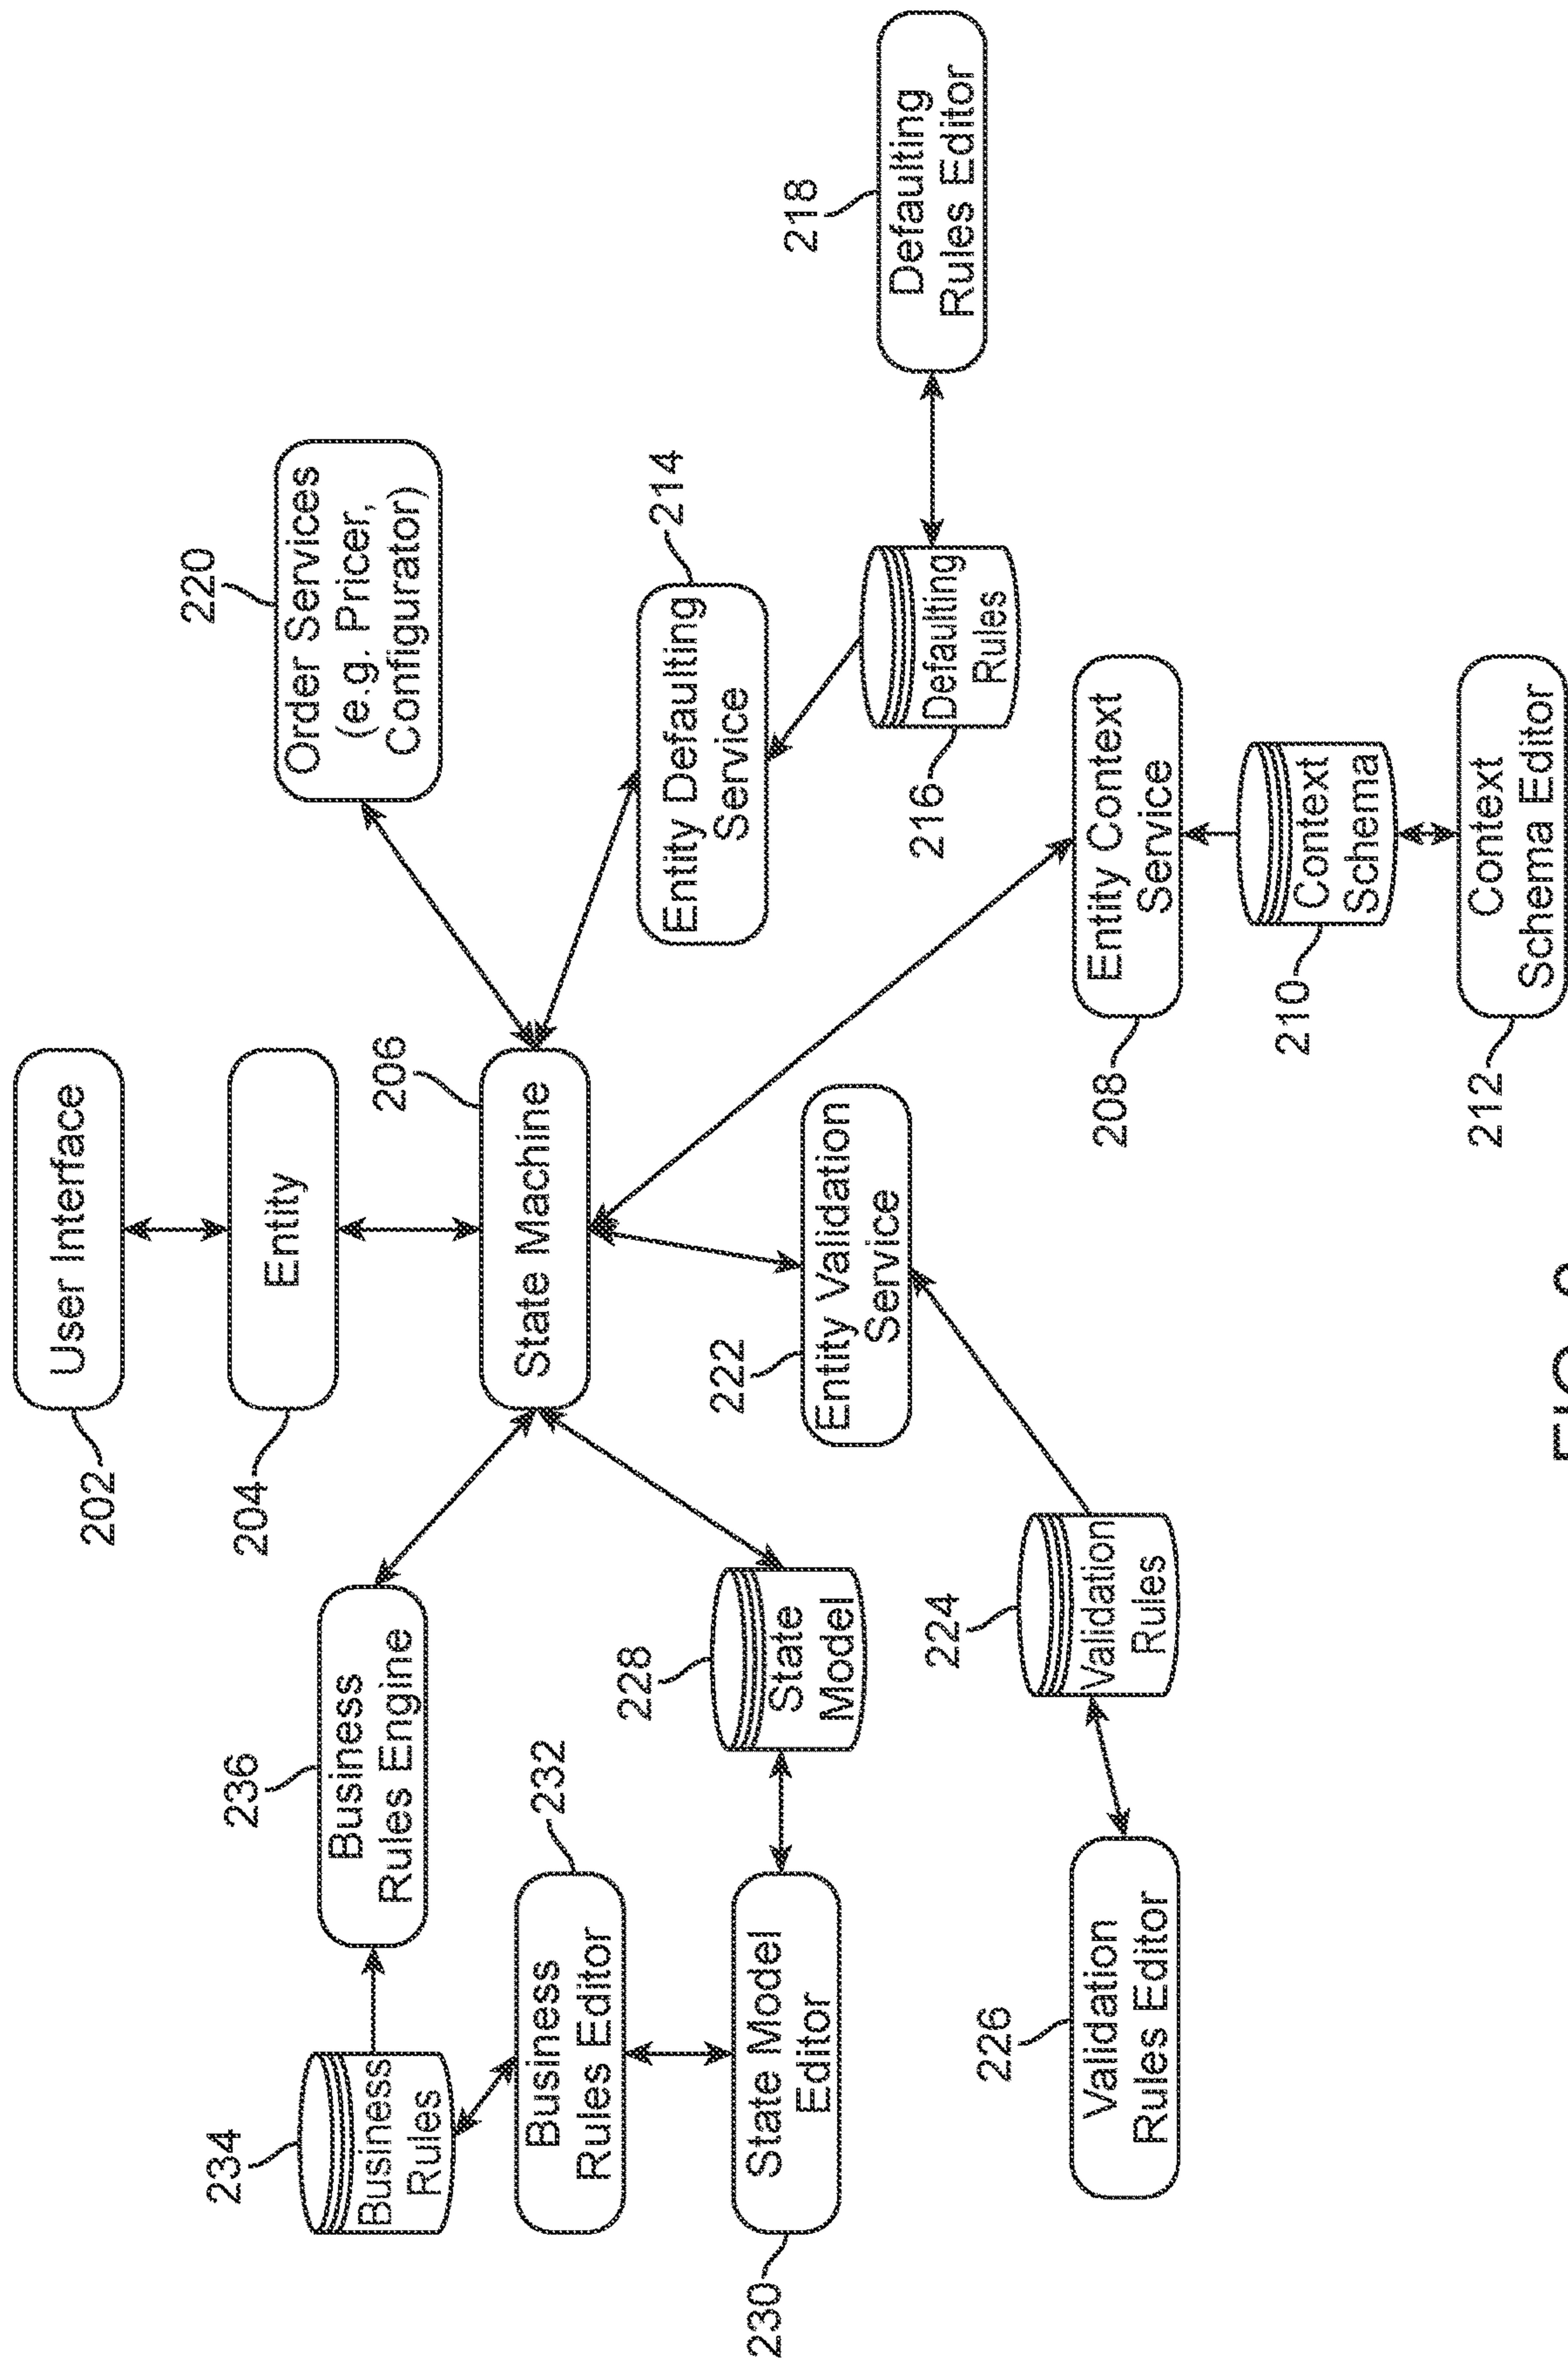 User Interface
202
Entity
204
206
State Machine
220
Order Services
(e.g. Pricer,
Configurator)
236
Business
Rules Engine
234
Business
Rules
232
Business
Rules Editor
228
State
Model
State Model
Editor
230
214
Entity Defaulting
Service
218
Defaulting
Rules Editor
Defaulting
Rules
216
222
Entity Validation
Service
224
Validation
Rules
226
Validation
Rules Editor
Entity Context
Service
208
Context
Schema
210
Context
Schema Editor
212